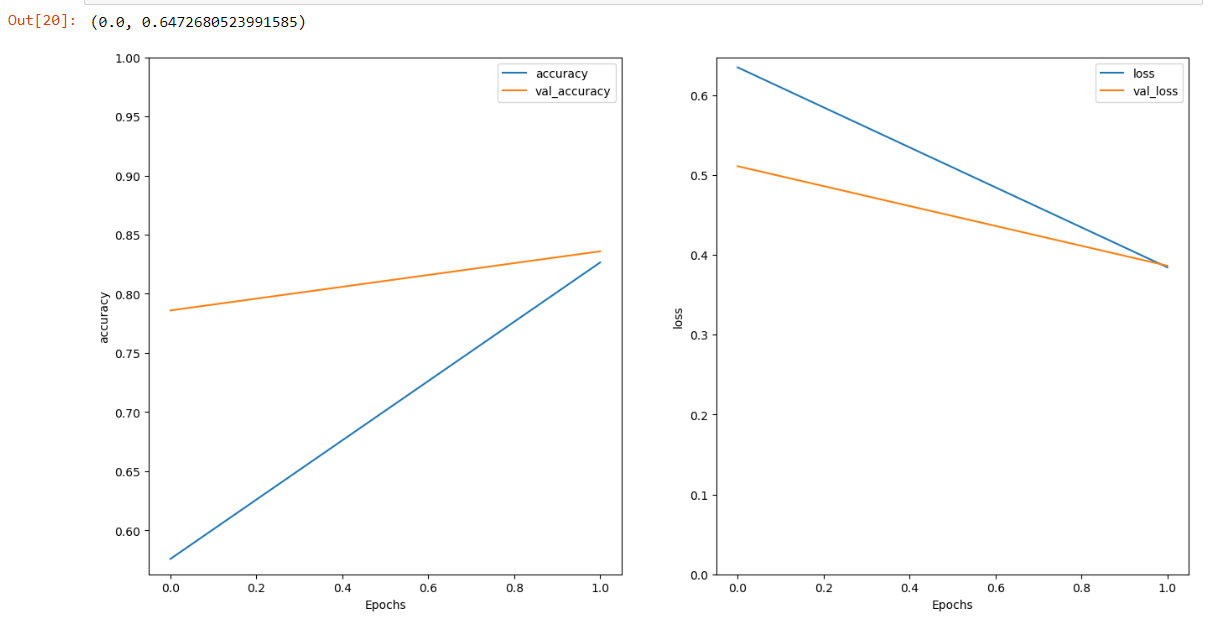 Out[20]: (0.0, 0.6472680523991585)
accuracy
val_accuracy
1.00
0.95
0.90
0.85
0.80
0.75
0.70
0.65
0.60
accuracy
0.0 0.2 0.4 0.6 0.8 1.0
Epochs
loss
val_loss
0.6
0.5
0.4
0.3
0.2
0.1
0.0
loss
0.0 0.2 0.4 0.6 0.8 1.0
Epochs